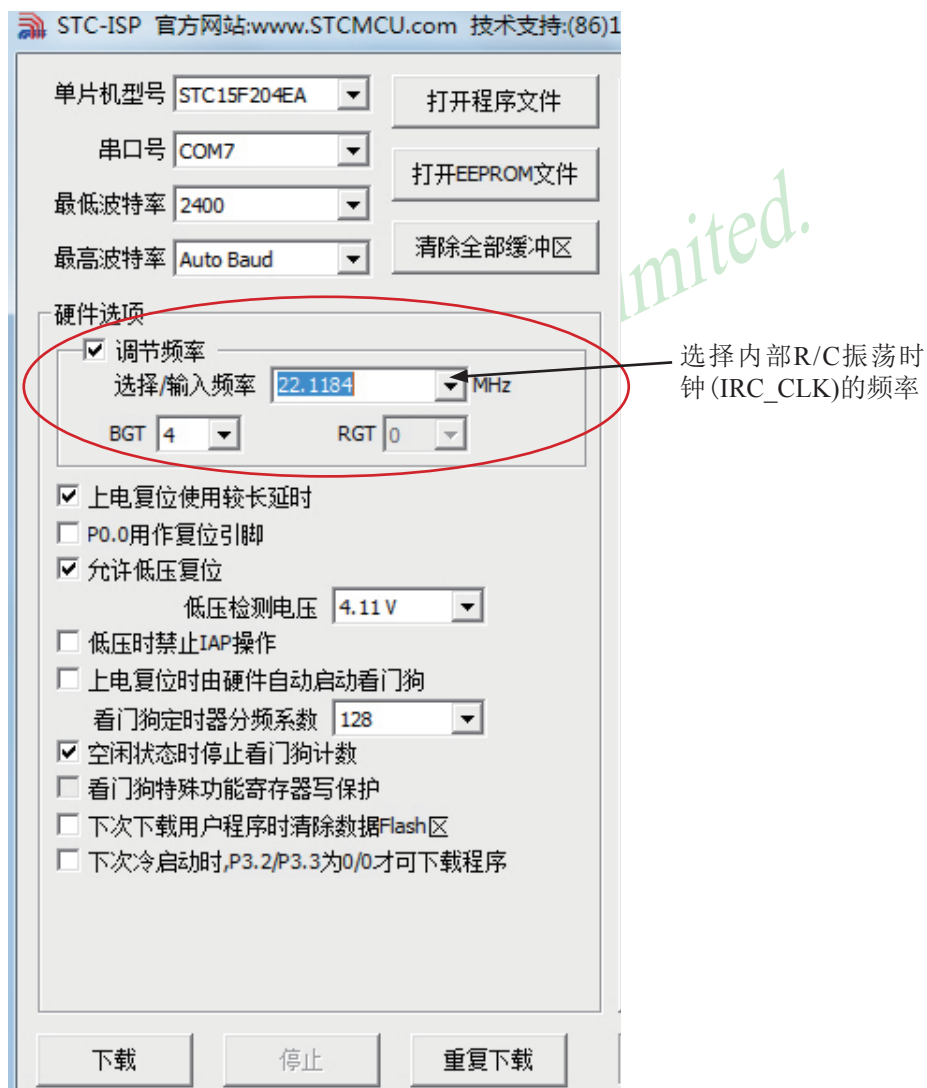 STC-ISP 官方网站:www.STCMCU.com 技术支持:(86)1
单片机型号 STC15F204EA 打开程序文件
串口号 COM7
打开EEPROM文件
最低波特率 2400
清除全部缓冲区
最高波特率 Auto Baud
imited.
硬件选项
调节频率
选择/输入频率 22.1184 MHz
选择内部R/C振荡时
钟(IRC_CLK)的频率
BGT 4 RGT 0
上电复位使用较长延时
P0.0用作复位引脚
允许低压复位
低压检测电压 4.11 V
低压时禁止IAP操作
上电复位时由硬件自动启动看门狗
看门狗定时器分频系数 128
空闲状态时停止看门狗计数
看门狗特殊功能寄存器写保护
下次下载用户程序时清除数据Flash区
下次冷启动时,P3.2/P3.3为0/0才可下载程序
下载 停止 重复下载